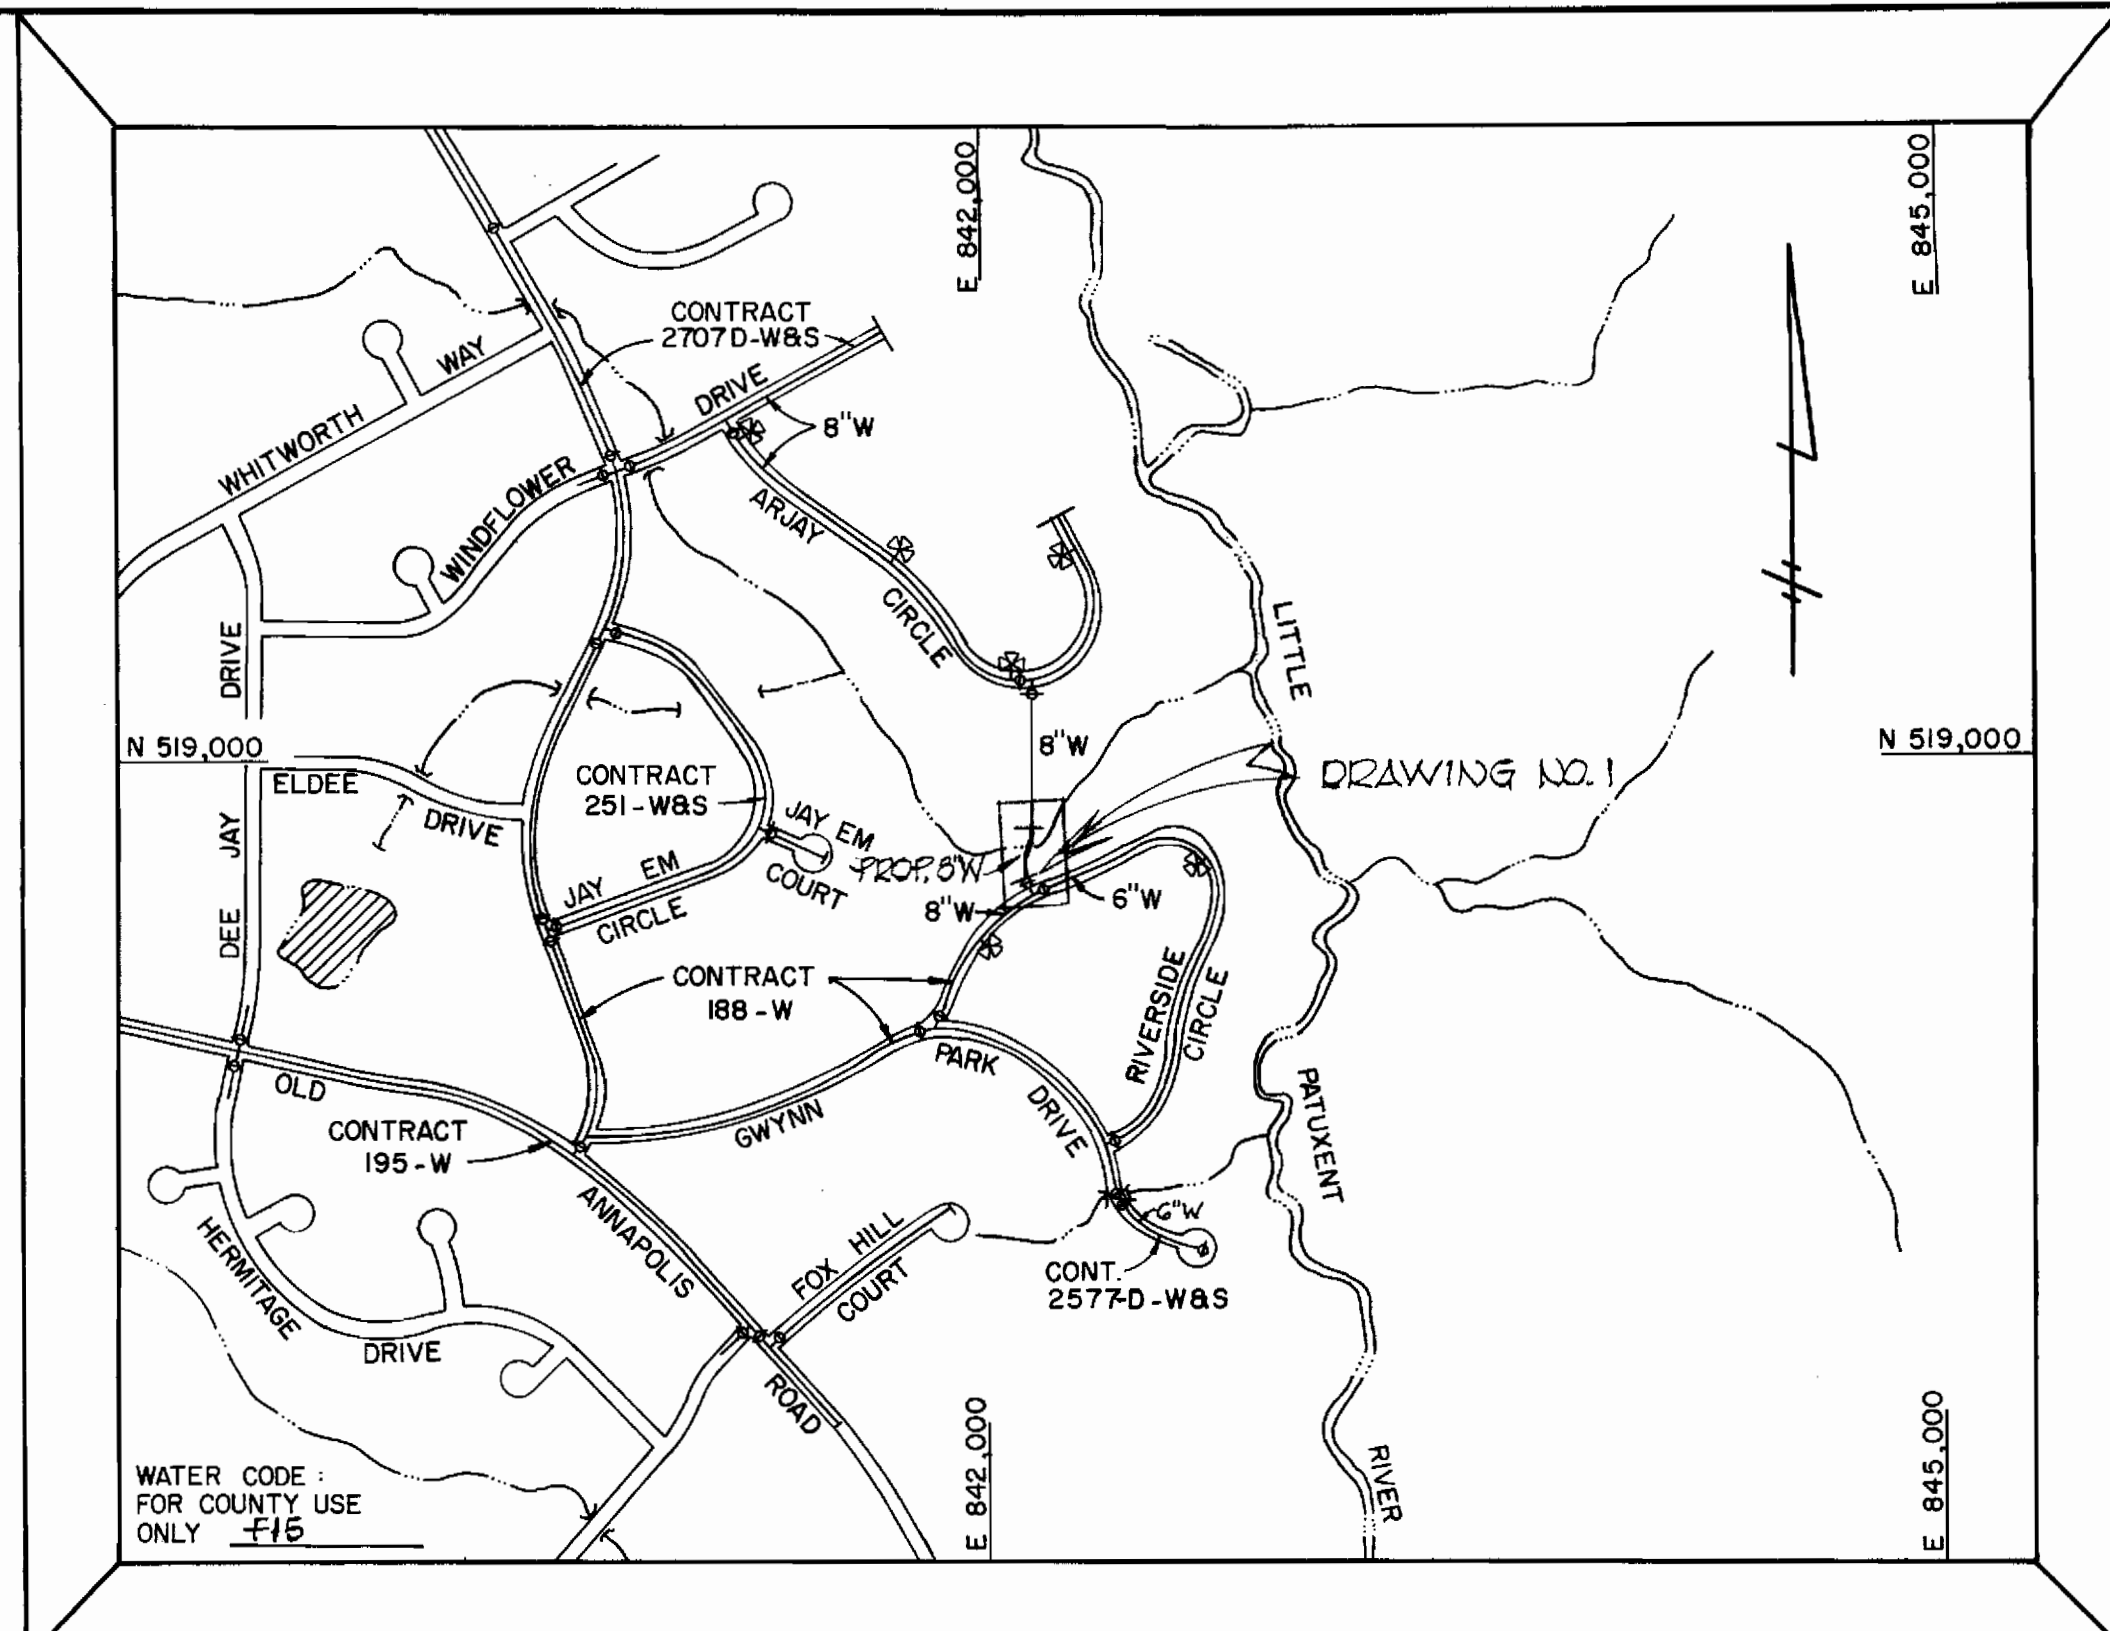 E 842,000
E 845,000
CONTRACT
2707D-W&S
WHITWORTH WAY
DRIVE
8"W
WINDFLOWER
ARJAY
CIRCLE
LITTLE
DRIVE
N 519,000
N 519,000
8"W
DRAWING NO. 1
ELDEE
DRIVE
CONTRACT
251-W&S
JAY EM
COURT
PROP. 8"W
DEE JAY
JAY EM
CIRCLE
8"W
6"W
CONTRACT
188-W
RIVERSIDE
CIRCLE
PARK
DRIVE
OLD
GWYNN
CONTRACT
195-W
PATUXENT
ANNAPOLIS
6"W
HERMITAGE
DRIVE
FOX HILL
COURT
CONT.
2577-D-W&S
ROAD
RIVER
E 842,000
E 845,000
WATER CODE :
FOR COUNTY USE
ONLY F15